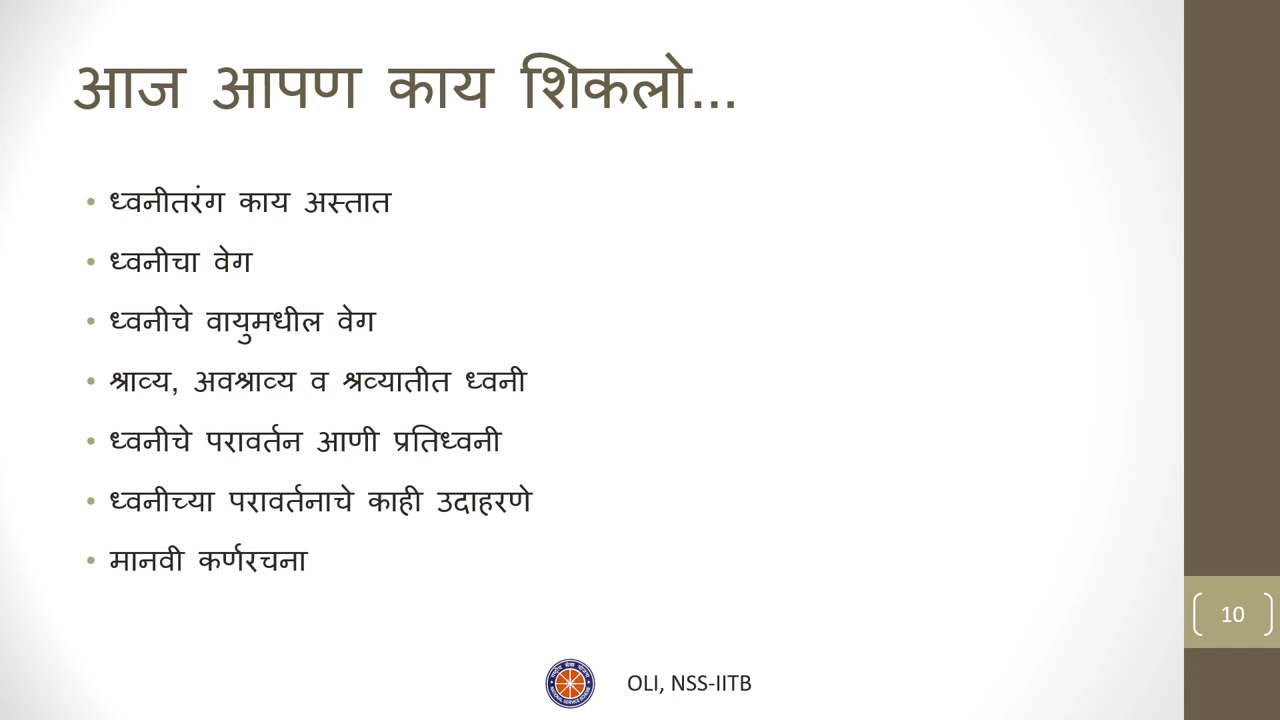 आज आपण काय शिकलो...
• ध्वनीतरंग काय अस्तात
• ध्वनीचा वेग
• ध्वनीचे वायुमधील वेग
• श्राव्य, अवश्राव्य व श्रव्यातीत ध्वनी
• ध्वनीचे परावर्तन आणी प्रतिध्वनी
• ध्वनीच्या परावर्तनाचे काही उदाहरणे
• मानवी कर्णरचना
10
OLI, NSS-IITB